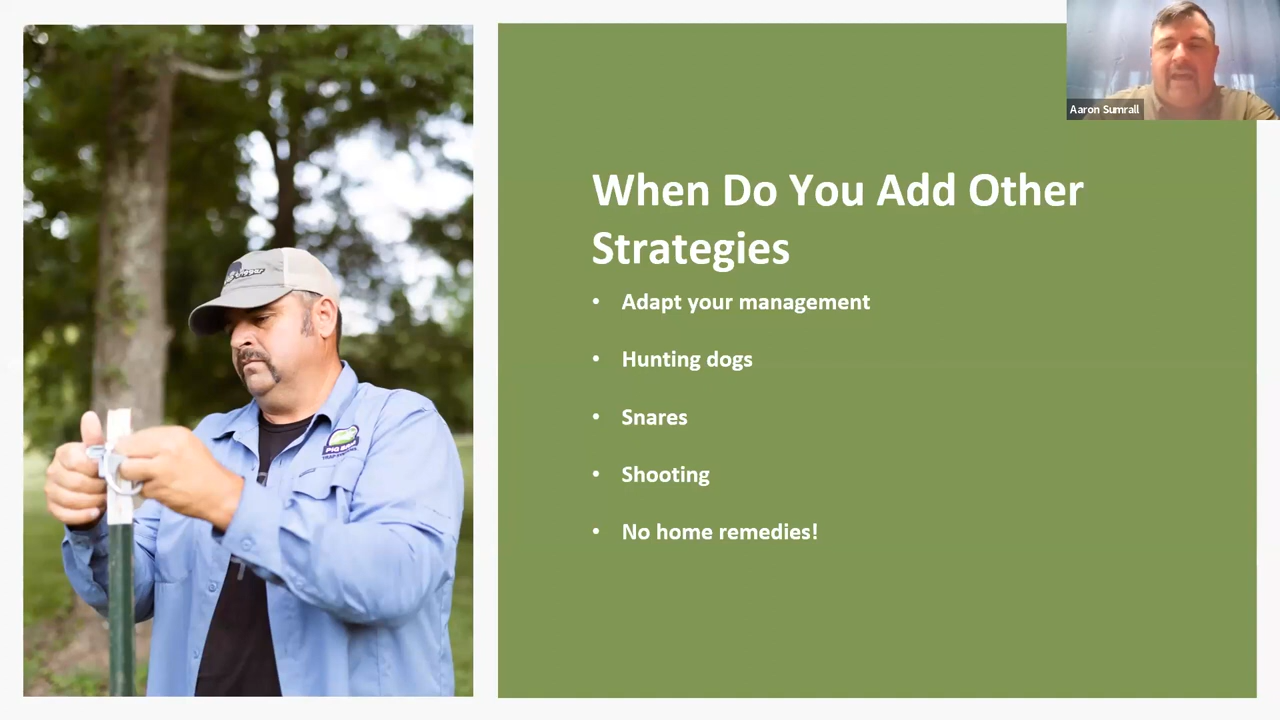 Aaron Sumrall
When Do You Add Other
Strategies
• Adapt your management
• Hunting dogs
• Snares
• Shooting
• No home remedies!